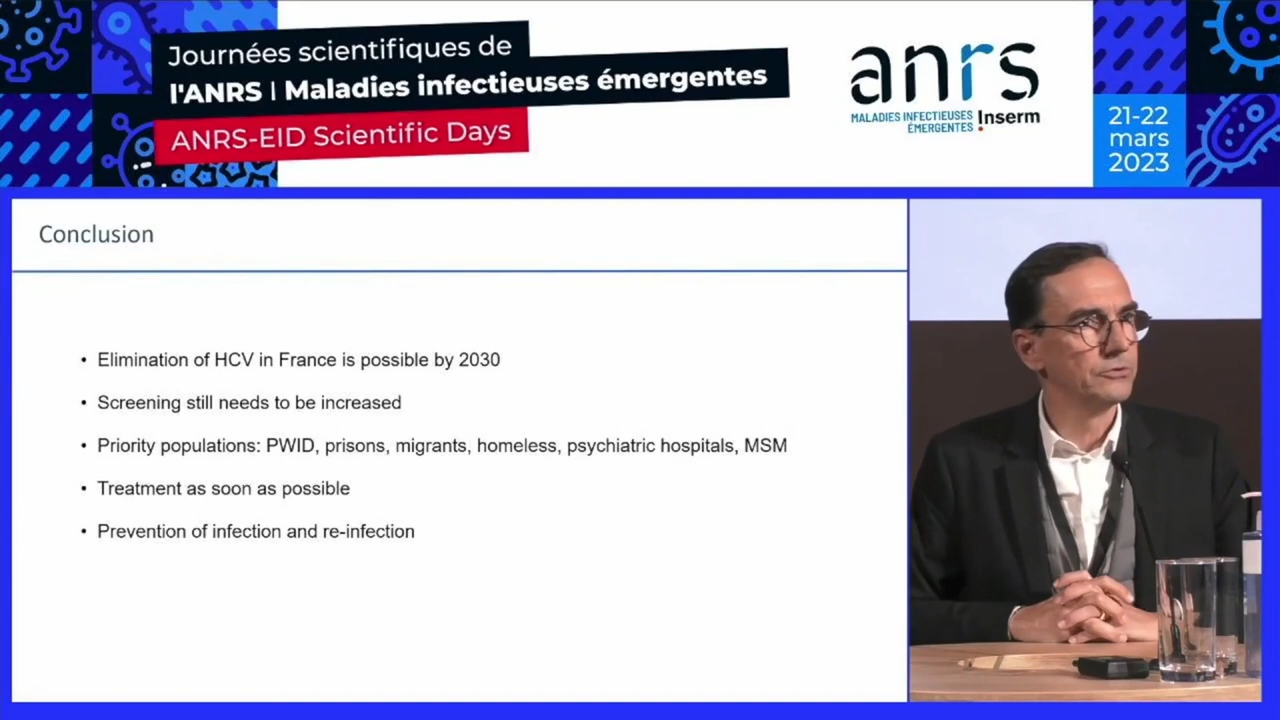 Journées scientifiques de
l'ANRS | Maladies infectieuses émergentes
ANRS-EID Scientific Days
anrs
MALADIES INFECTIEUSES
ÉMERGENTES
Inserm
21-22
mars
2023
Conclusion
• Elimination of HCV in France is possible by 2030
• Screening still needs to be increased
• Priority populations: PWID, prisons, migrants, homeless, psychiatric hospitals, MSM
• Treatment as soon as possible
• Prevention of infection and re-infection